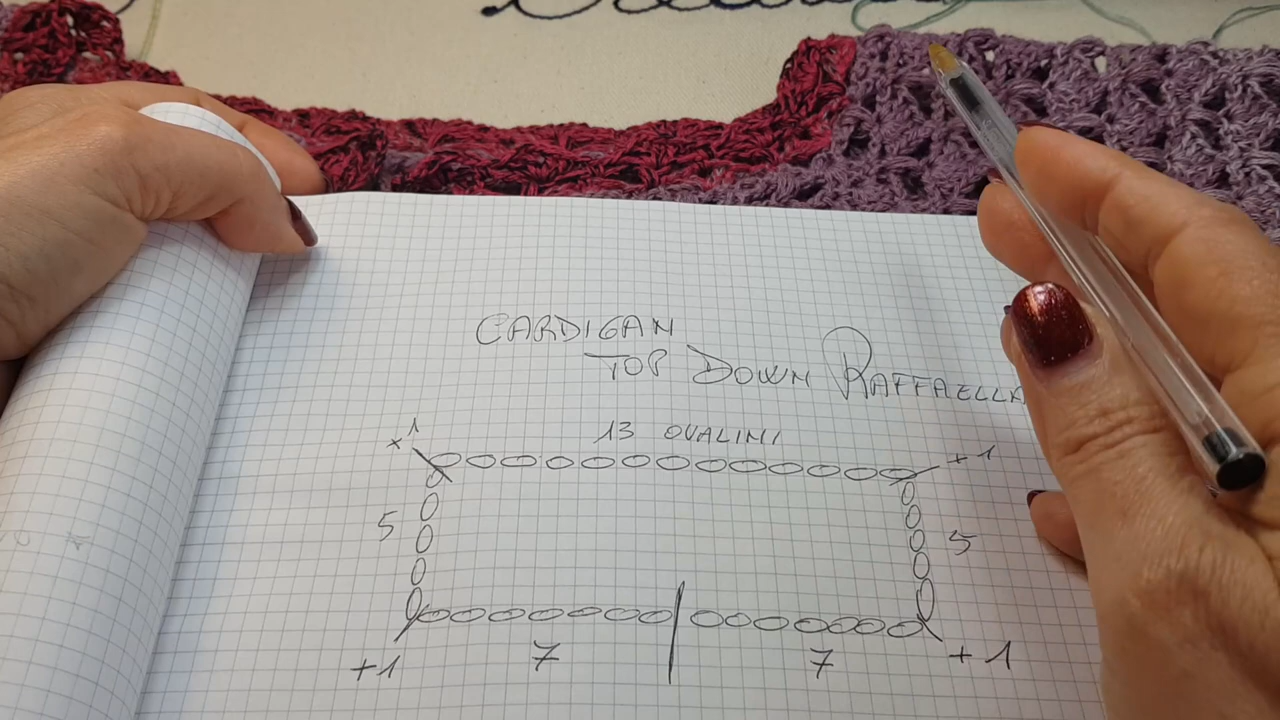 CARDIGAN
TOP DOWN RAFFAELLA
+1 13 OVALINI +1
5 5
+1 7 7 +1